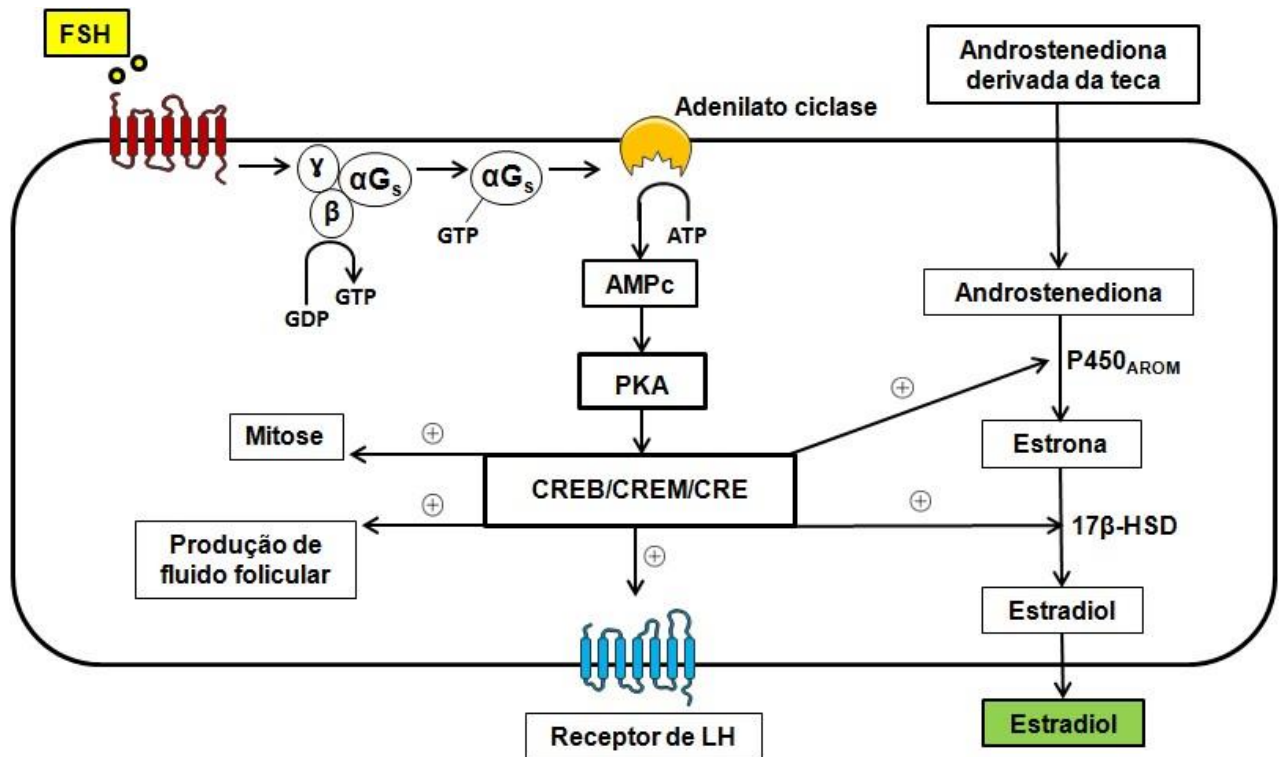 FSH
Androstenediona
derivada da teca
Adenilato ciclase
γ
αGs
β
αGs
GTP
ATP
GTP
GDP
AMPc
Androstenediona
PKA
P450AROM
+
Mitose
+
Estrona
CREB/CREM/CRE
+
+
17β-HSD
Produção de
fluido folicular
+
Estradiol
Receptor de LH
Estradiol